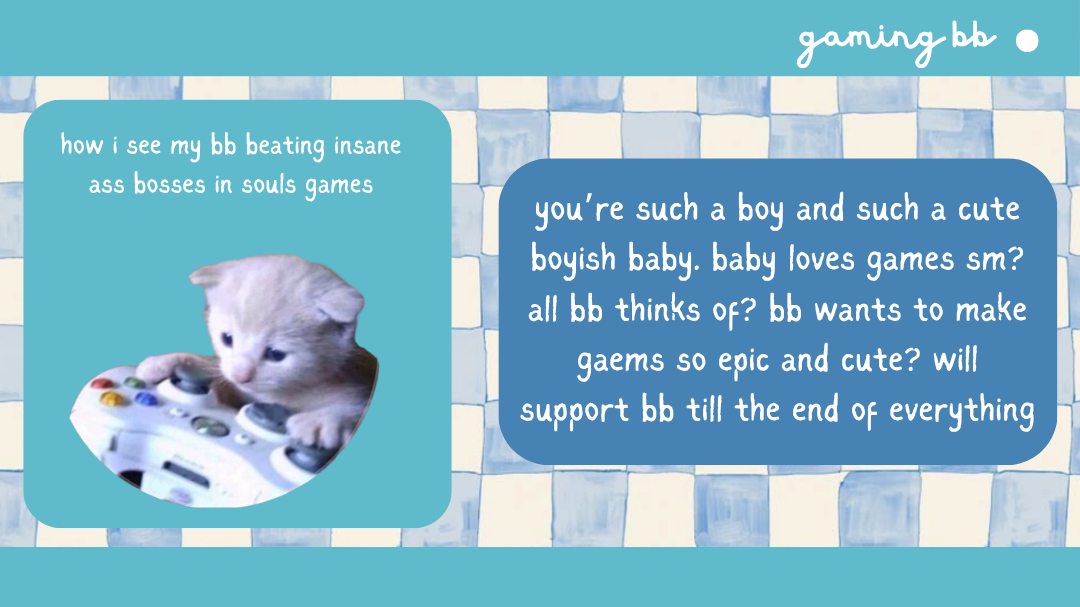 gaming bb
how i see my bb beating insane
ass bosses in souls games
you're such a boy and such a cute
boyish baby. baby loves games sm?
all bb thinks of? bb wants to make
gaems so epic and cute? will
support bb till the end of everything